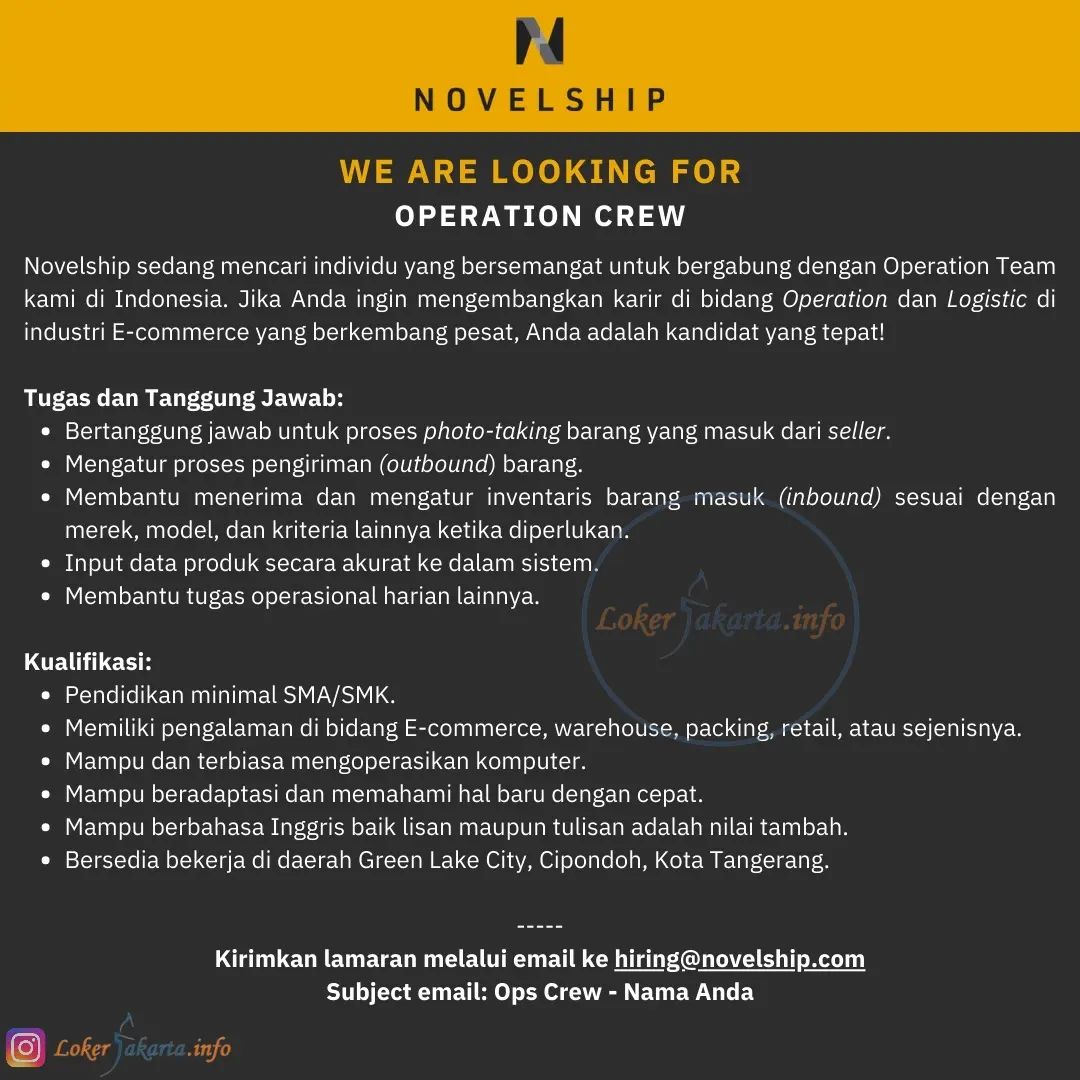 NOVELSHIP
WE ARE LOOKING FOR
OPERATION CREW
Novelship sedang mencari individu yang bersemangat untuk bergabung dengan Operation Team
kami di Indonesia. Jika Anda ingin mengembangkan karir di bidang Operation dan Logistic di
industri E-commerce yang berkembang pesat, Anda adalah kandidat yang tepat!
Tugas dan Tanggung Jawab:
• Bertanggung jawab untuk proses photo-taking barang yang masuk dari seller.
• Mengatur proses pengiriman (outbound) barang.
• Membantu menerima dan mengatur inventaris barang masuk (inbound) sesuai dengan
merek, model, dan kriteria lainnya ketika diperlukan.
• Input data produk secara akurat ke dalam sistem.
• Membantu tugas operasional harian lainnya.
Loker Jakarta.info
Kualifikasi:
• Pendidikan minimal SMA/SMK.
• Memiliki pengalaman di bidang E-commerce, warehouse, packing, retail, atau sejenisnya.
• Mampu dan terbiasa mengoperasikan komputer.
• Mampu beradaptasi dan memahami hal baru dengan cepat.
• Mampu berbahasa Inggris baik lisan maupun tulisan adalah nilai tambah.
• Bersedia bekerja di daerah Green Lake City, Cipondoh, Kota Tangerang.
-----
Kirimkan lamaran melalui email ke hiring@novelship.com
Subject email: Ops Crew - Nama Anda
Loker Jakarta.info